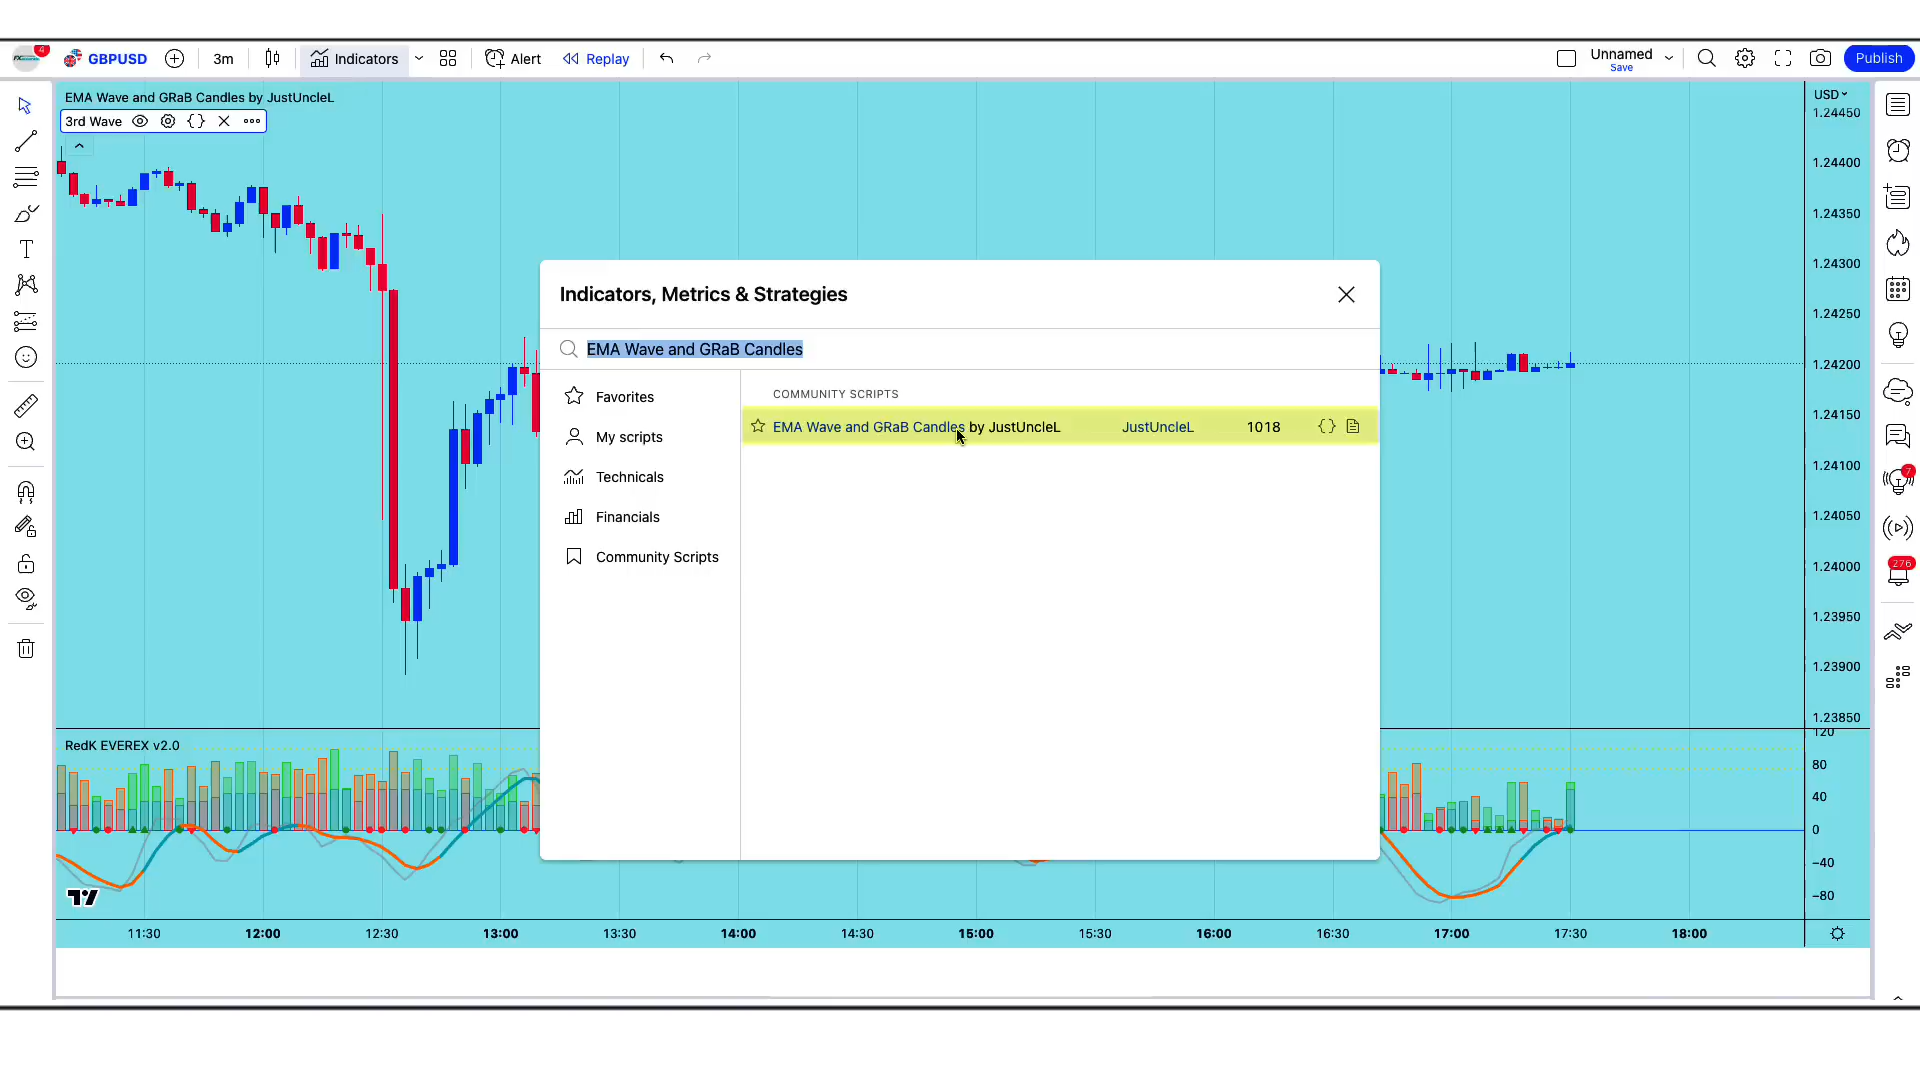 4
GBPUSD
3m
Indicators
Alert
Replay
Unnamed
Save
Publish
EMA Wave and GRaB Candles by JustUncleL
3rd Wave
USD
1.24450
1.24400
1.24350
1.24300
1.24250
1.24200
1.24150
1.24100
1.24050
1.24000
1.23950
1.23900
1.23850
Indicators, Metrics & Strategies
EMA Wave and GRaB Candles
Favorites
My scripts
Technicals
Financials
Community Scripts
COMMUNITY SCRIPTS
EMA Wave and GRaB Candles by JustUncleL JustUncleL 1018
7
276
RedK EVEREX v2.0
120
80
40
0
−40
−80
11:30 12:00 12:30 13:00 13:30 14:00 14:30 15:00 15:30 16:00 16:30 17:00 17:30 18:00